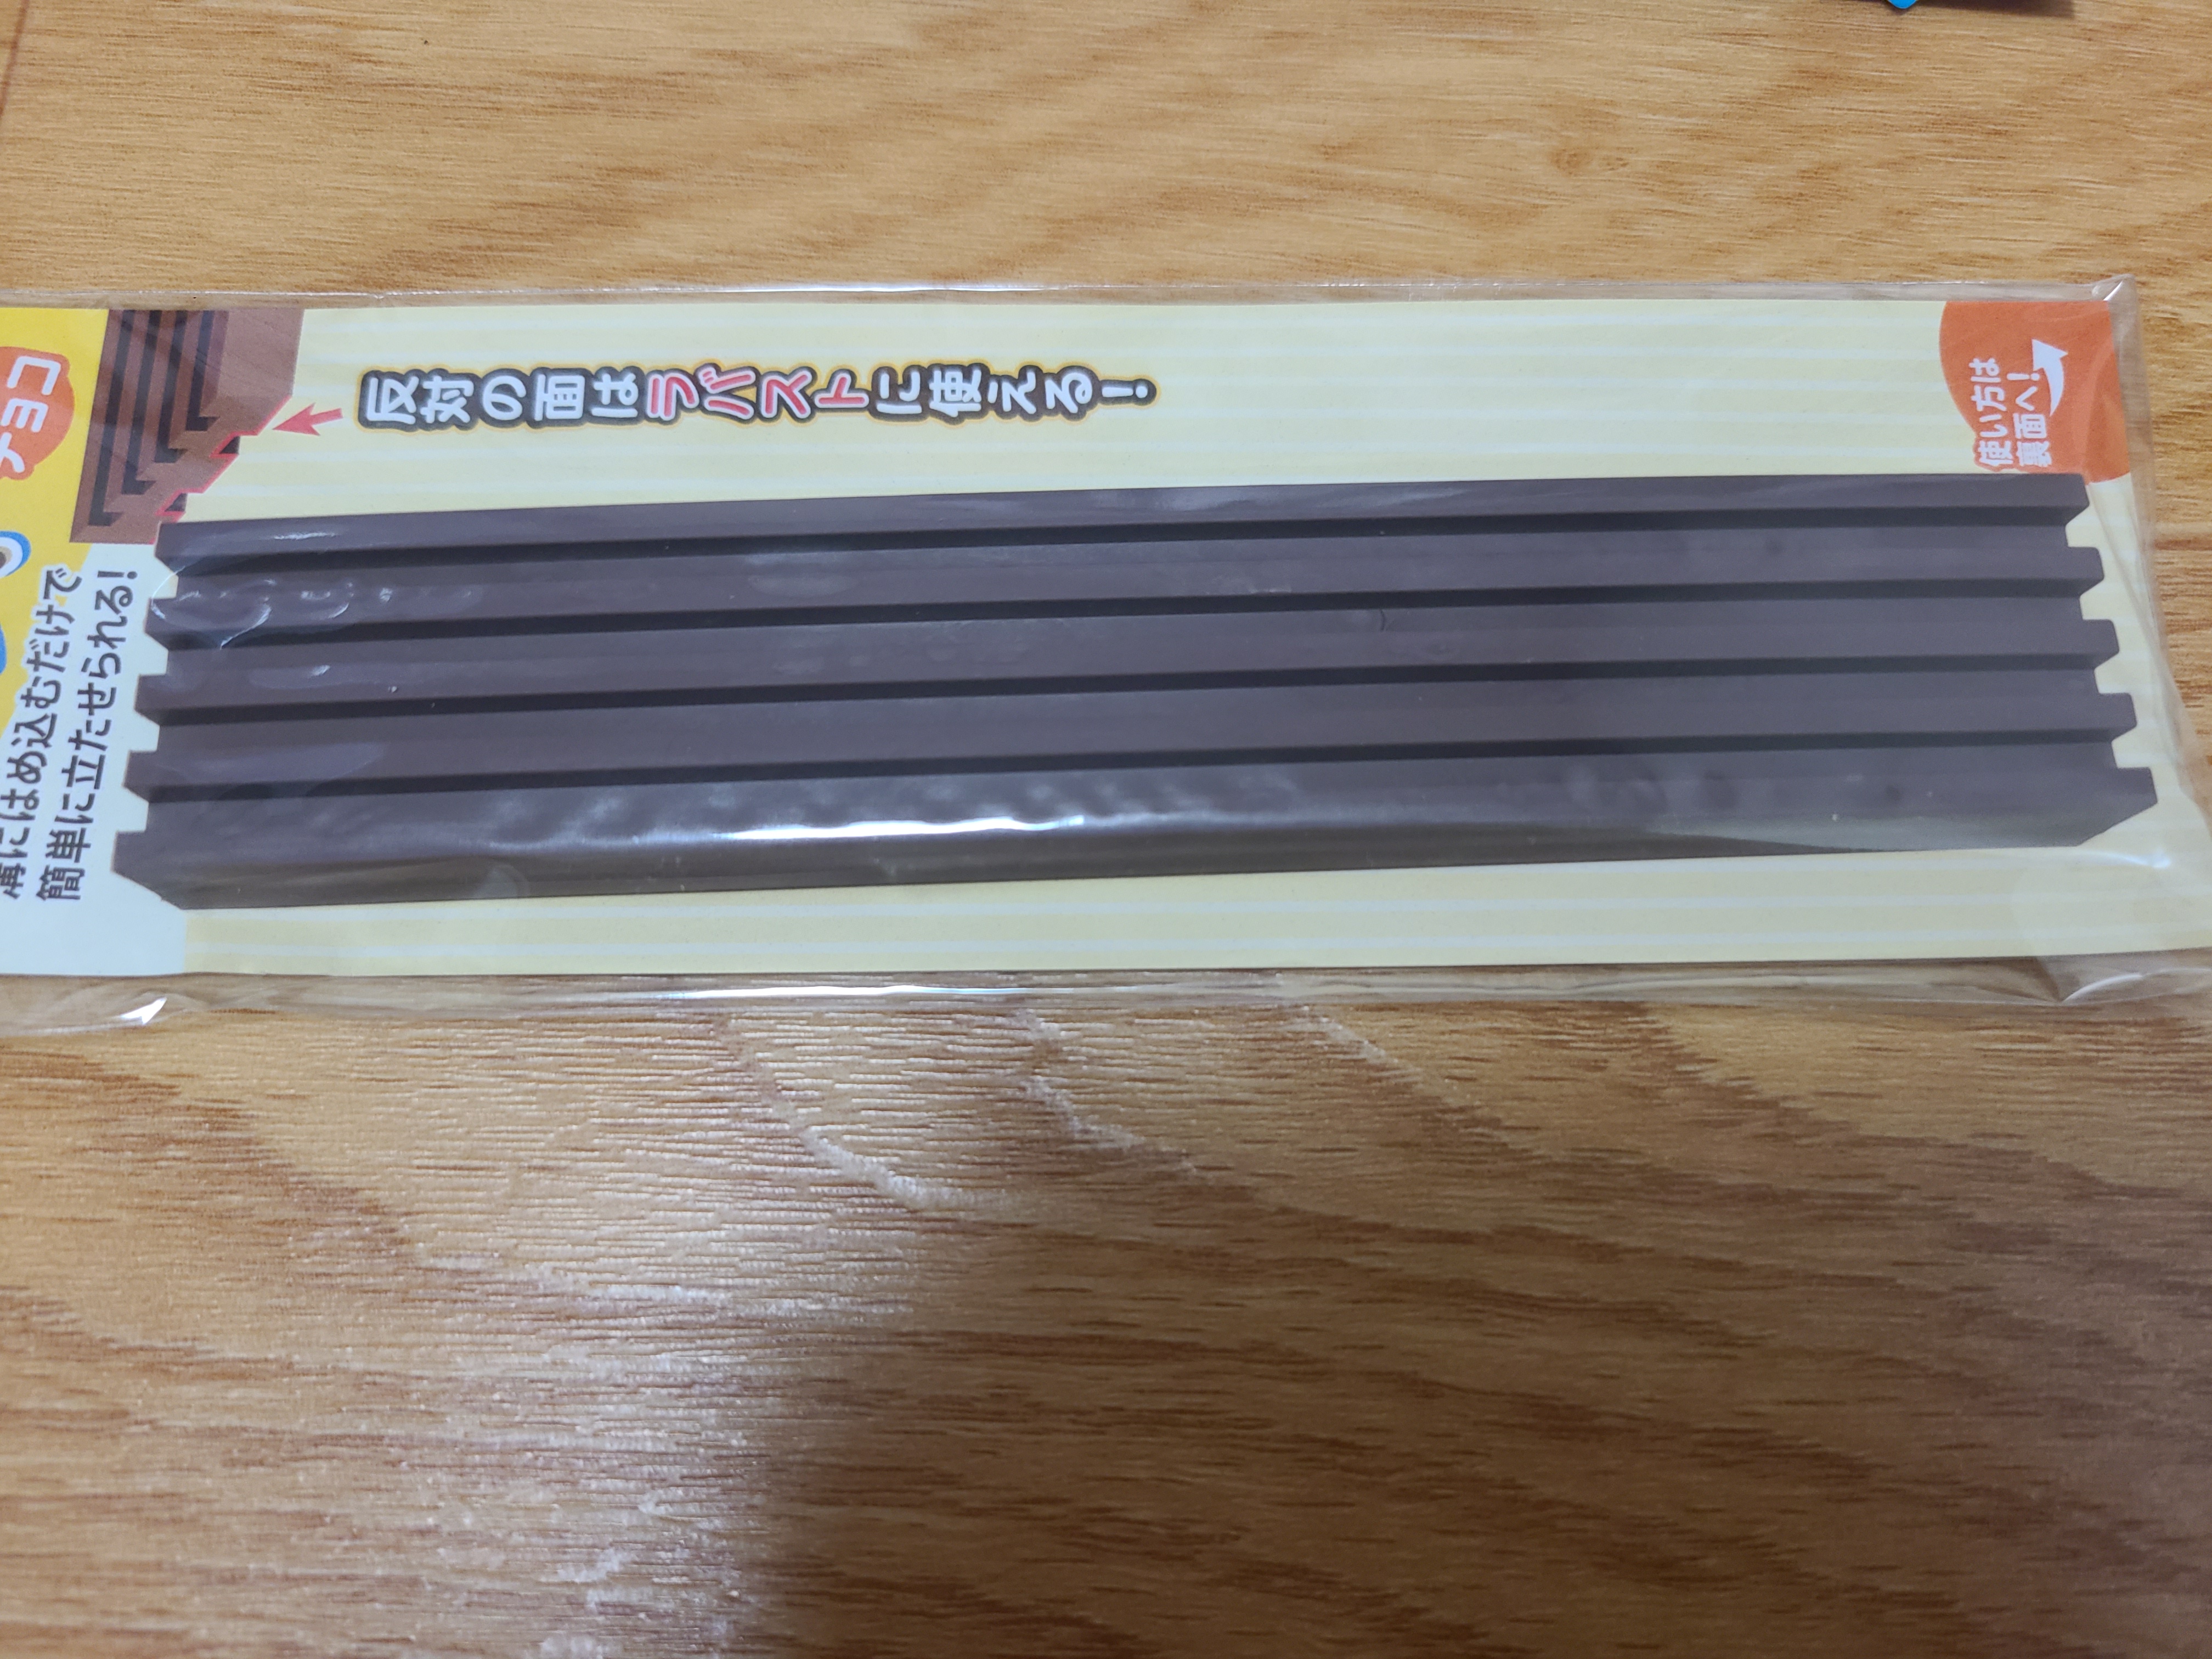 チョコ
溝にはめ込むだけで
簡単に立たせられる!
反対の面はラバストに使える!
使い方は
裏面へ!